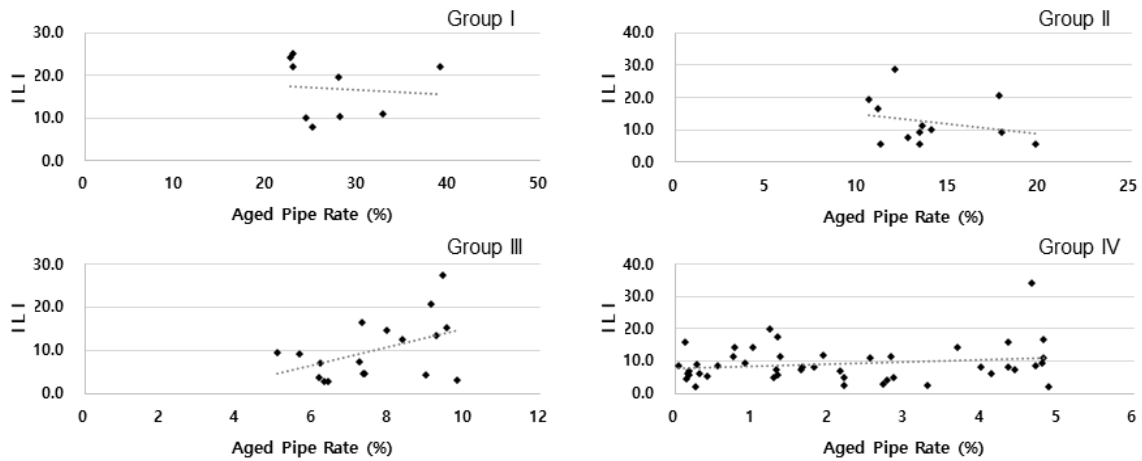 Group I
30.0
20.0
10.0
0.0
I L I
0 10 20 30 40 50
Aged Pipe Rate (%)
Group II
40.0
30.0
20.0
10.0
0.0
I L I
0 5 10 15 20 25
Aged Pipe Rate (%)
Group III
30.0
20.0
10.0
0.0
I L I
0 2 4 6 8 10 12
Aged Pipe Rate (%)
Group IV
40.0
30.0
20.0
10.0
0.0
I L I
0 1 2 3 4 5 6
Aged Pipe Rate (%)